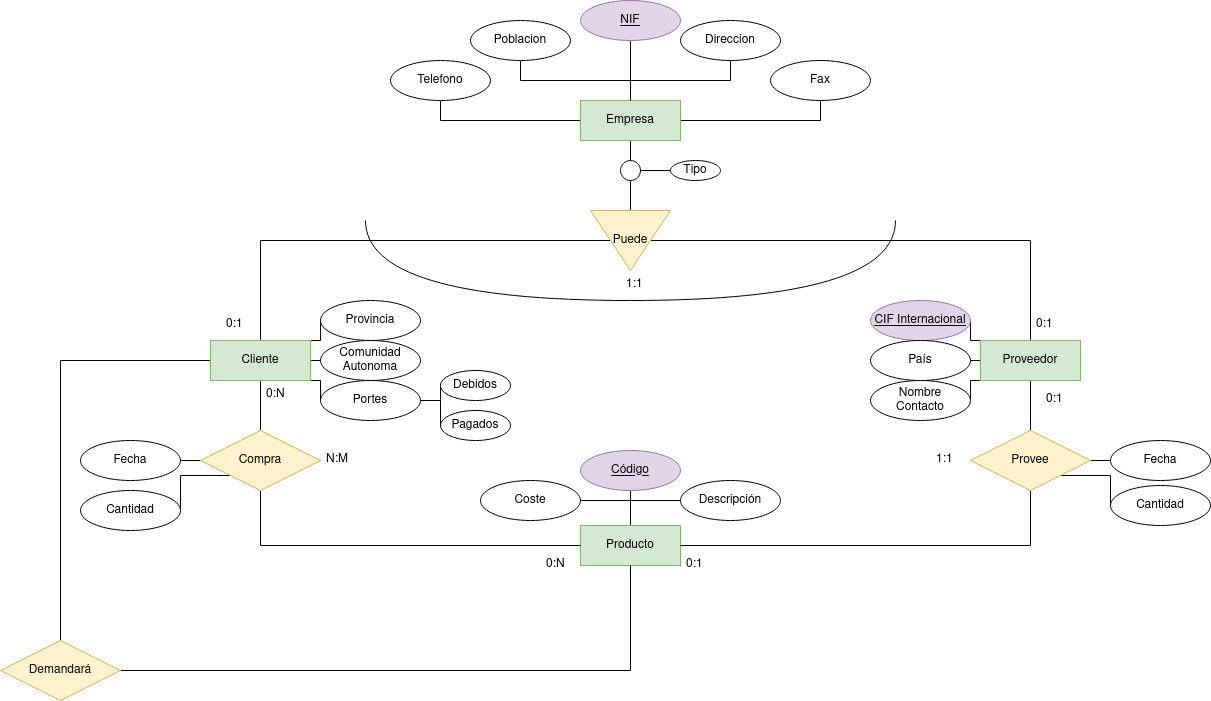 NIF
Poblacion
Direccion
Telefono
Fax
Empresa
Tipo
Puede
1:1
0:1
0:1
Provincia
CIF Internacional
Cliente
Comunidad
Autonoma
País
Proveedor
0:N
Portes
Debidos
Pagados
Nombre
Contacto
0:1
Fecha
Compra
N:M
Código
1:1
Provee
Fecha
Cantidad
Coste
Descripción
Cantidad
Producto
0:N
0:1
Demandará